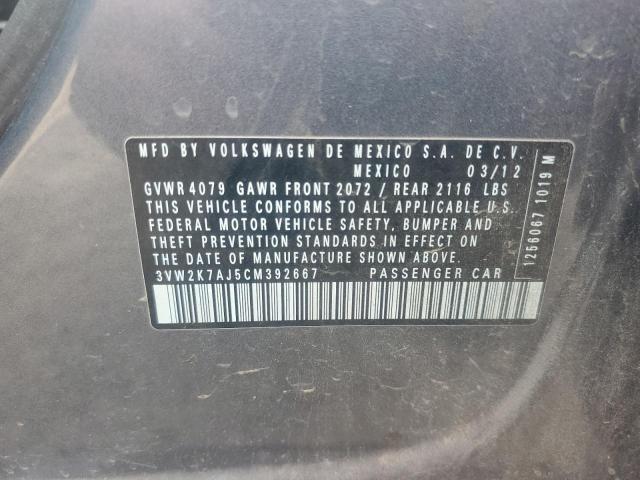 MFD BY VOLKSWAGEN DE MEXICO S.A. DE C.V.
MEXICO 03/12
GVWR 4079 GAWR FRONT 2072 / REAR 2116 LBS
THIS VEHICLE CONFORMS TO ALL APPLICABLE U.S.
FEDERAL MOTOR VEHICLE SAFETY, BUMPER AND
THEFT PREVENTION STANDARDS IN EFFECT ON
THE DATE OF MANUFACTURE SHOWN ABOVE.
3VW2K7AJ5CM392667 PASSENGER CAR
1256067 1019 M